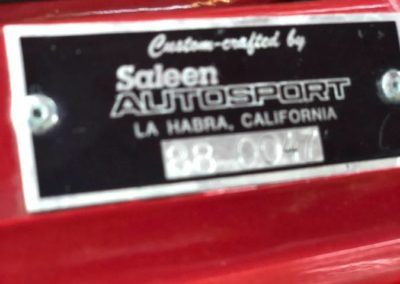 Custom-crafted by
Saleen
AUTOSPORT
LA HABRA, CALIFORNIA
88-0047